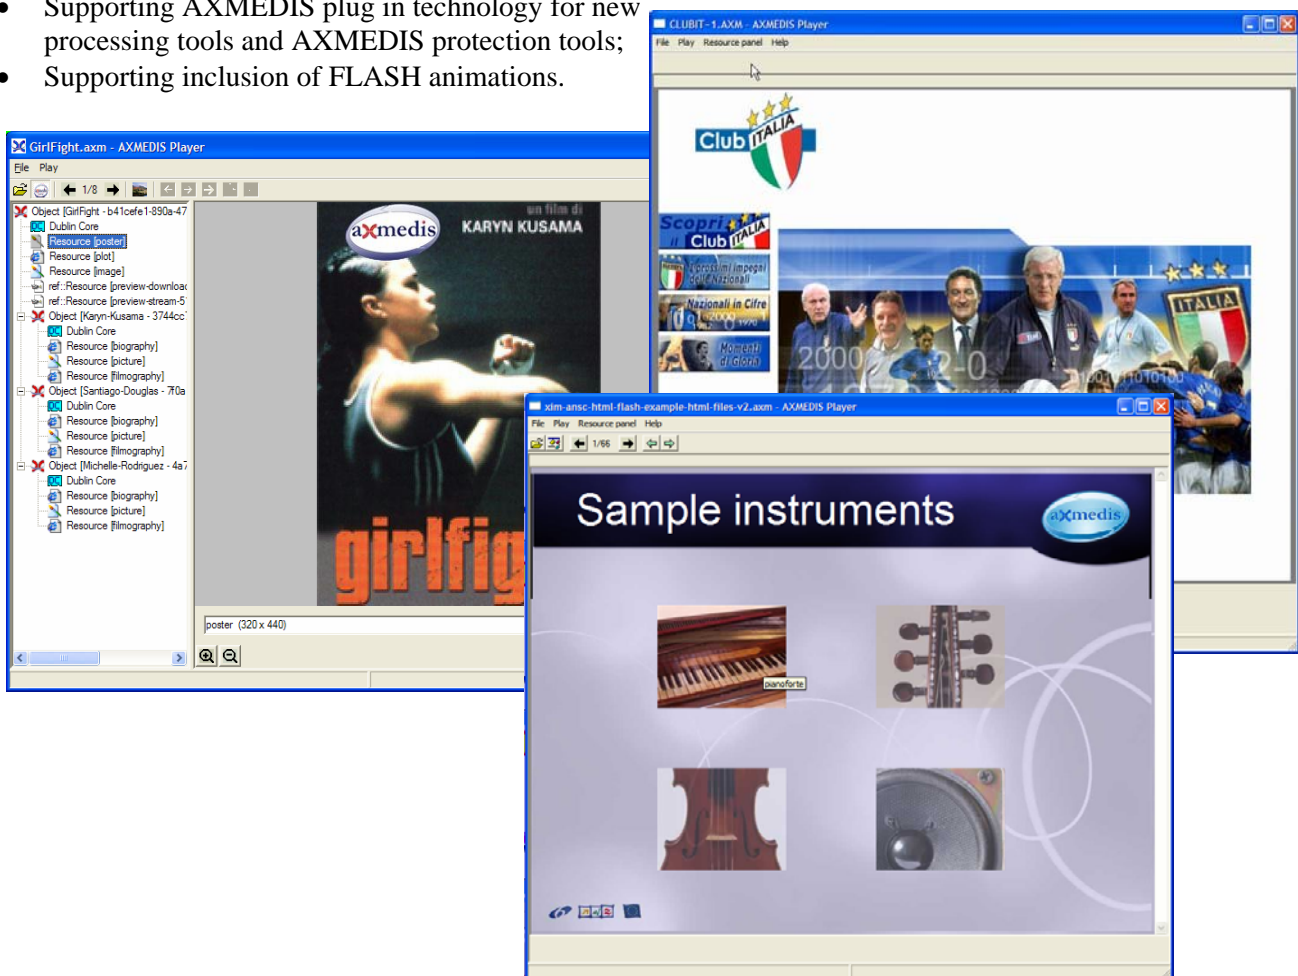 Supporting AXMEDIS plug in technology for new
processing tools and AXMEDIS protection tools;
Supporting inclusion of FLASH animations.
GirlFight.axm - AXMEDIS Player
File Play
1/8
Object [GirlFight - b41cefe1-890a-47
Dublin Core
Resource [poster]
Resource [plot]
Resource [image]
ref::Resource [preview-downloac
ref::Resource [preview-stream-5
Object [Karyn-Kusama - 3744cc
Dublin Core
Resource [biography]
Resource [picture]
Resource [filmography]
Object [Santiago-Douglas - 7f0a
Dublin Core
Resource [biography]
Resource [picture]
Resource [filmography]
Object [Michelle-Rodriguez - 4a7
Dublin Core
Resource [biography]
Resource [picture]
Resource [filmography]
axmedis
un film di
KARYN KUSAMA
girlfig
poster (320 x 440)
CLUBIT-1.AXM - AXMEDIS Player
File Play Resource panel Help
Club ITALIA
Scopri
il Club ITALIA
I prossimi impegni
delle Nazionali
Nazionali in Cifre
Momenti
di Gloria
2000
2-0
ITALIA
xim-ansc-html-flash-example-html-files-v2.axm - AXMEDIS Player
File Play Resource panel Help
1/66
Sample instruments
axmedis
pianoforte